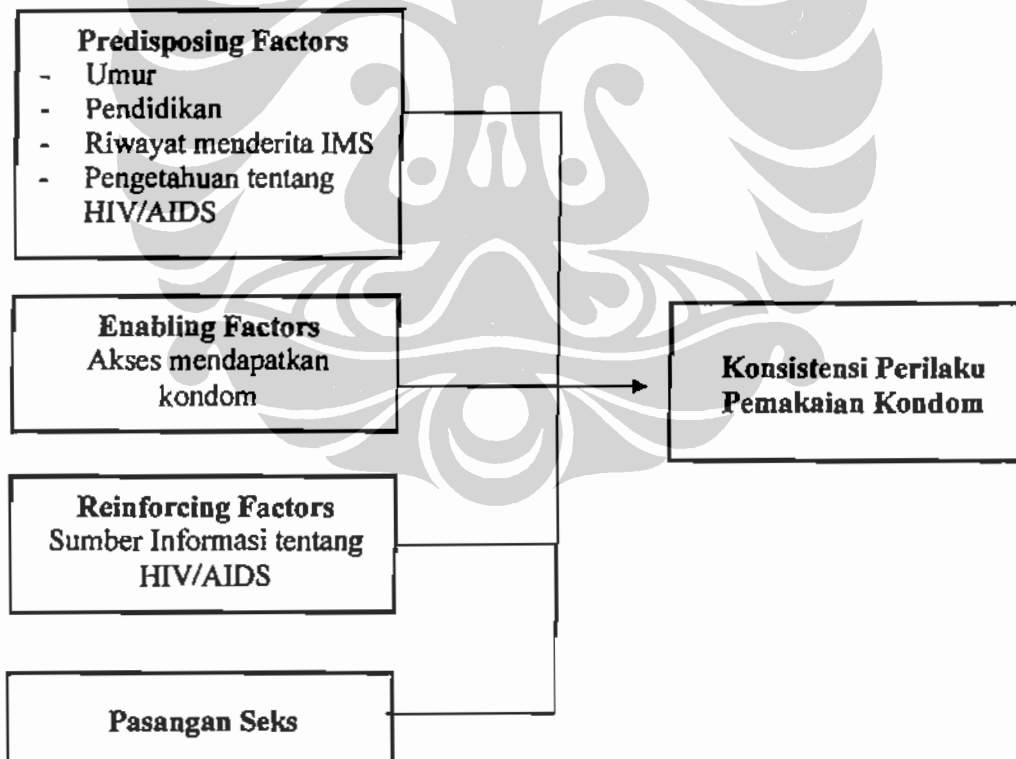 Predisposing Factors
- Umur
- Pendidikan
- Riwayat menderita IMS
- Pengetahuan tentang
HIV/AIDS
Enabling Factors
Akses mendapatkan
kondom
Reinforcing Factors
Sumber Informasi tentang
HIV/AIDS
Pasangan Seks
Konsistensi Perilaku
Pemakaian Kondom